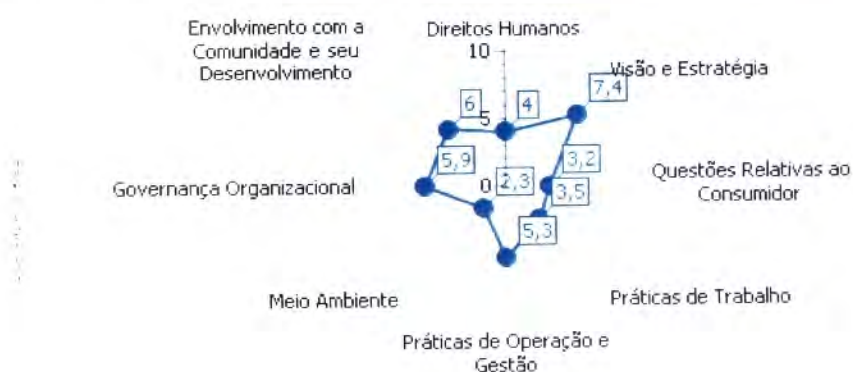 Envolvimento com a
Comunidade e seu
Desenvolvimento
Direitos Humanos
10
Visão e Estratégia
7,4
6
4
5
5,9
3,2
Governança Organizacional
0
2,3
3,5
Questões Relativas ao
Consumidor
5,3
Meio Ambiente
Práticas de Trabalho
Práticas de Operação e
Gestão